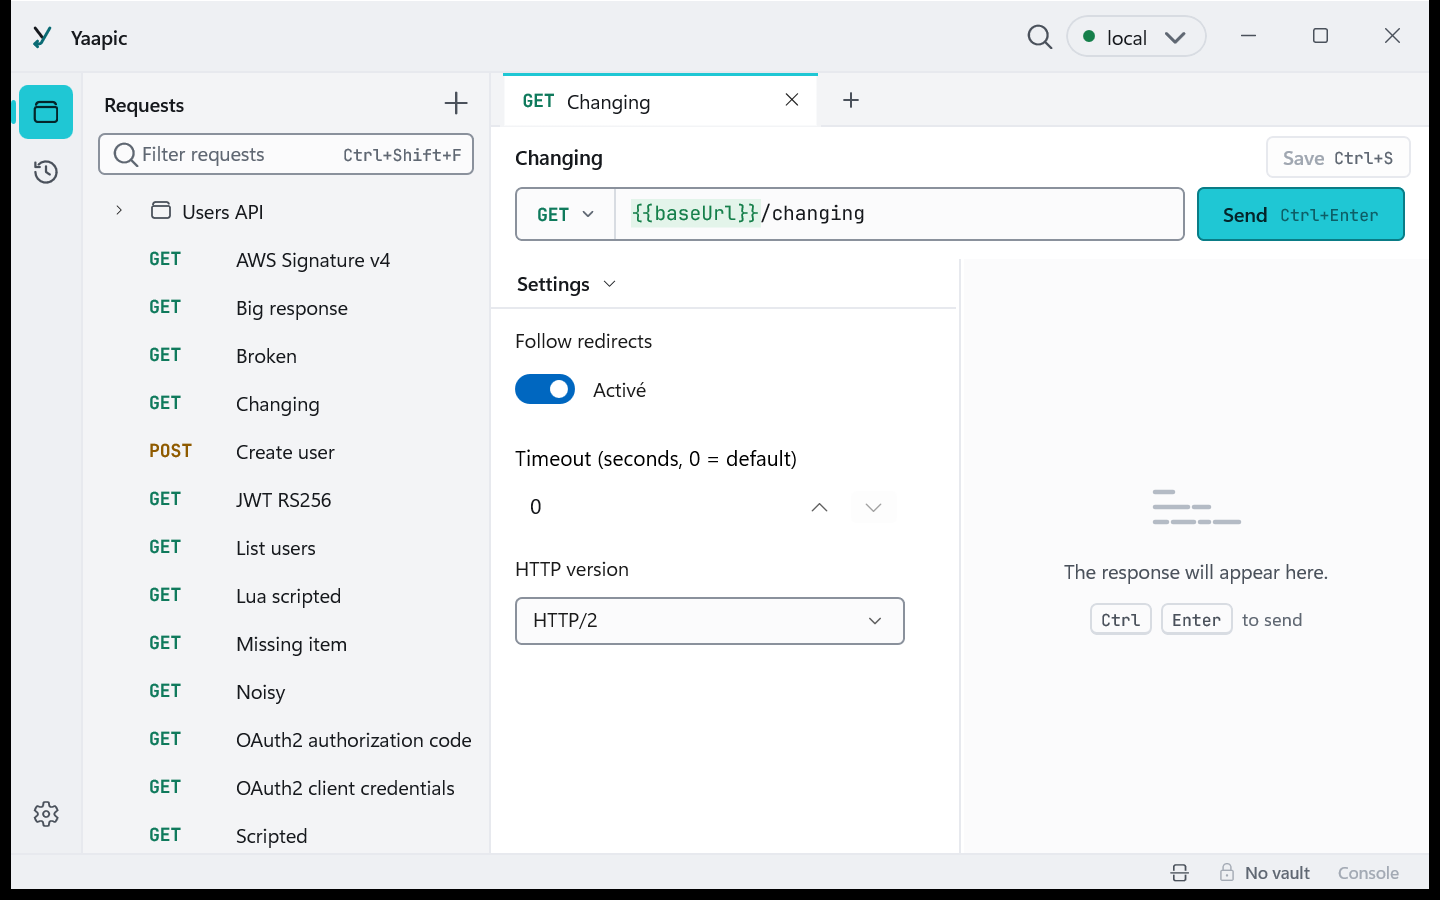 Yaapic
local
Requests
Filter requests Ctrl+Shift+F
Users API
GET AWS Signature v4
GET Big response
GET Broken
GET Changing
POST Create user
GET JWT RS256
GET List users
GET Lua scripted
GET Missing item
GET Noisy
GET OAuth2 authorization code
GET OAuth2 client credentials
GET Scripted
GET Changing
Changing
Save Ctrl+S
GET {{baseUrl}}/changing
Send Ctrl+Enter
Settings
Follow redirects
Activé
Timeout (seconds, 0 = default)
0
HTTP version
HTTP/2
The response will appear here.
Ctrl Enter to send
No vault Console